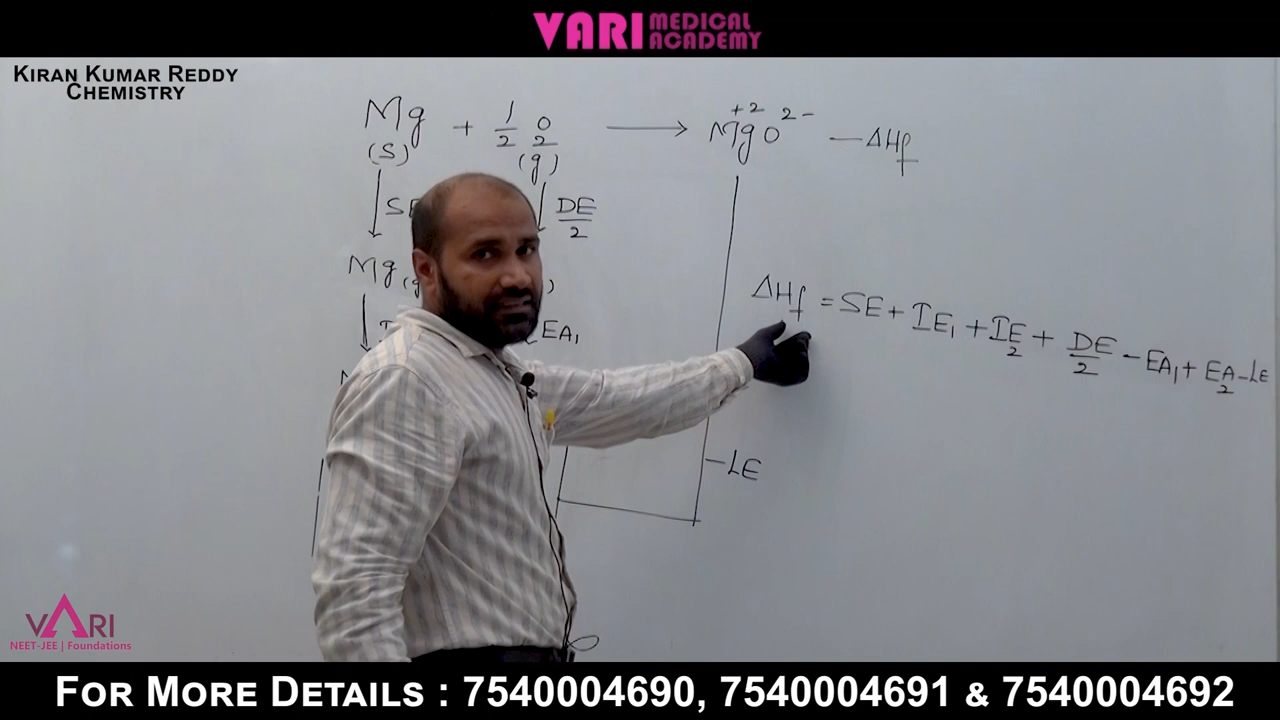 VARI MEDICAL ACADEMY
KIRAN KUMAR REDDY
CHEMISTRY
Mg + 1/2 O2 ⟶ Mg+2 O2- -ΔHf
(S) (g)
DE/2
Mg
EA1
ΔHf = SE + IE1 + IE2 + DE/2 - EA1 + EA2 - LE
-LE
VARI
NEET-JEE | Foundations
FOR MORE DETAILS : 7540004690, 7540004691 & 7540004692